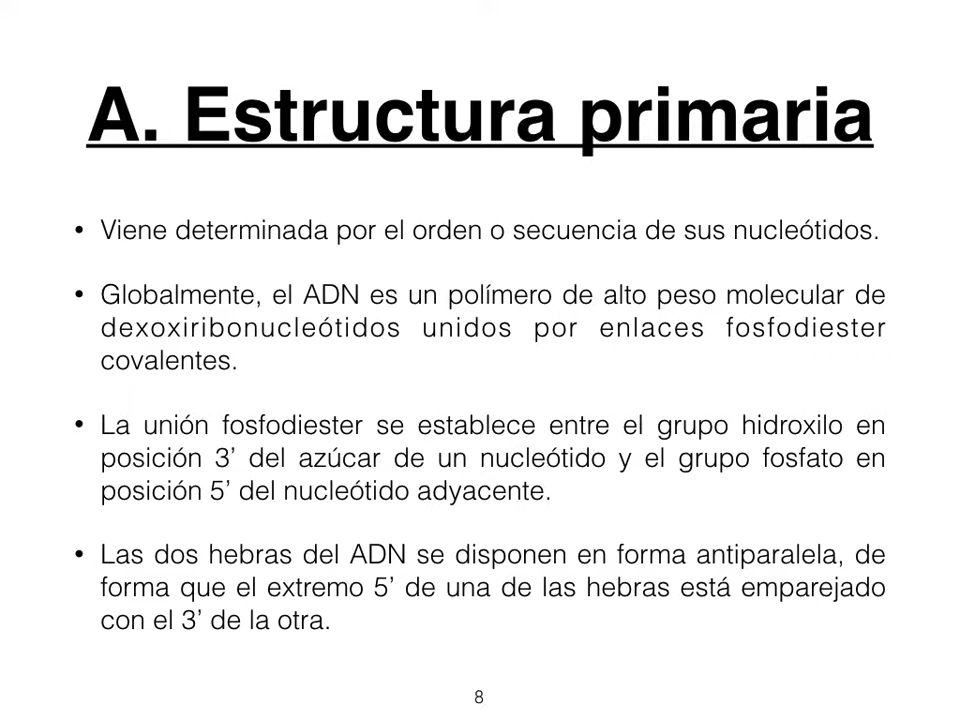 A. Estructura primaria
• Viene determinada por el orden o secuencia de sus nucleótidos.
• Globalmente, el ADN es un polímero de alto peso molecular de
dexoxiribonucleótidos unidos por enlaces fosfodiester
covalentes.
• La unión fosfodiester se establece entre el grupo hidroxilo en
posición 3’ del azúcar de un nucleótido y el grupo fosfato en
posición 5’ del nucleótido adyacente.
• Las dos hebras del ADN se disponen en forma antiparalela, de
forma que el extremo 5’ de una de las hebras está emparejado
con el 3’ de la otra.
8